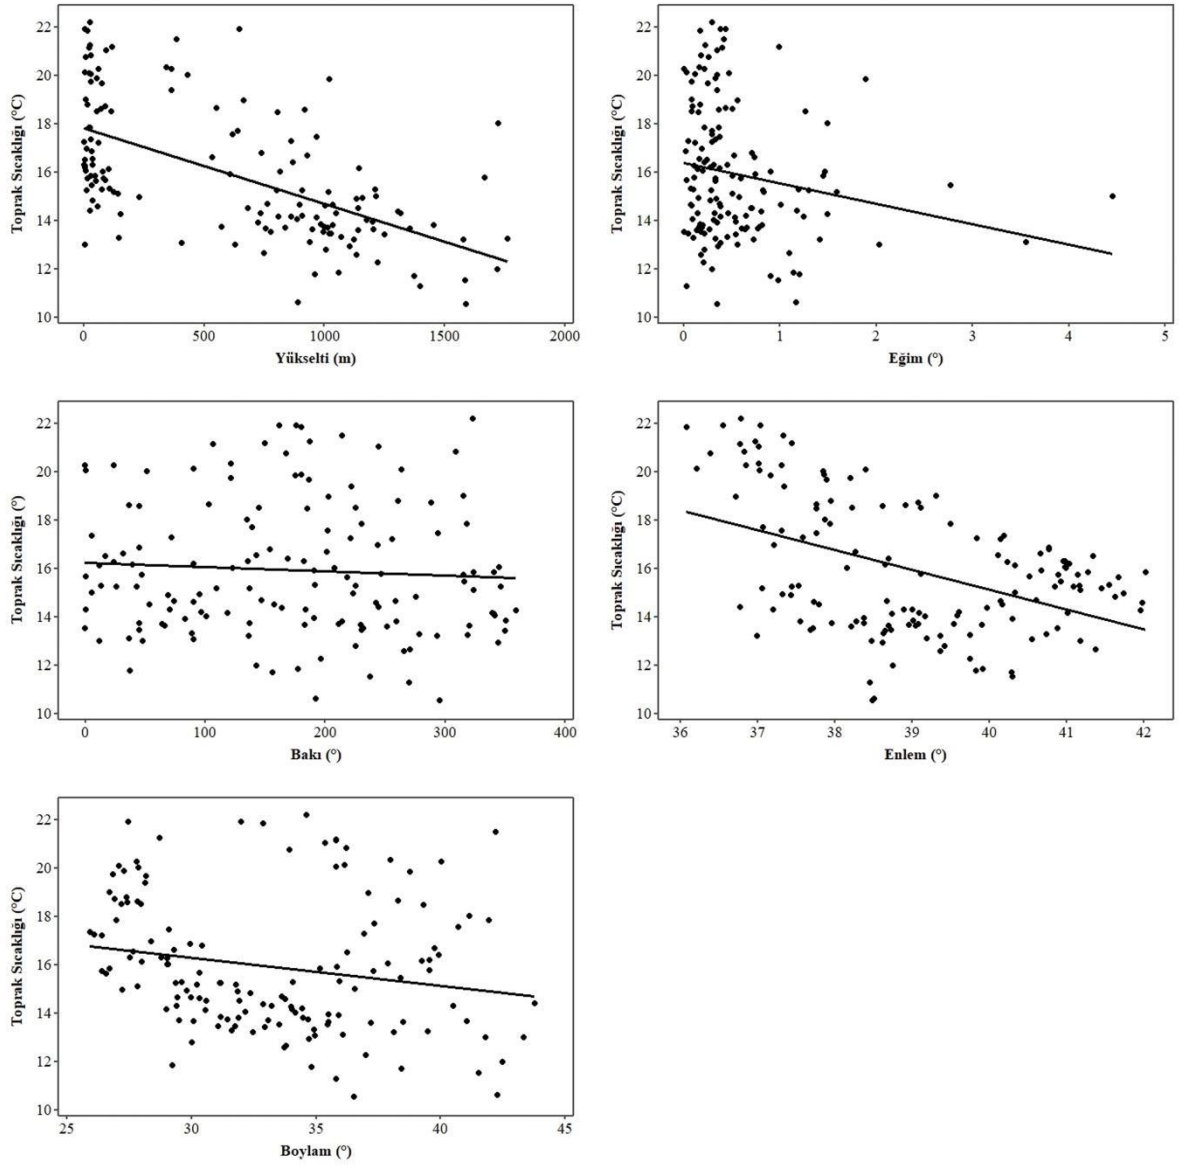 Toprak Sıcaklığı (°C)
22
20
18
16
14
12
10
0 500 1000 1500 2000
Yükselti (m)
Toprak Sıcaklığı (°C)
22
20
18
16
14
12
10
0 1 2 3 4 5
Eğim (°)
Toprak Sıcaklığı (°)
22
20
18
16
14
12
10
0 100 200 300 400
Bakı (°)
Toprak Sıcaklığı (°C)
22
20
18
16
14
12
10
36 37 38 39 40 41 42
Enlem (°)
Toprak Sıcaklığı (°C)
22
20
18
16
14
12
10
25 30 35 40 45
Boylam (°)